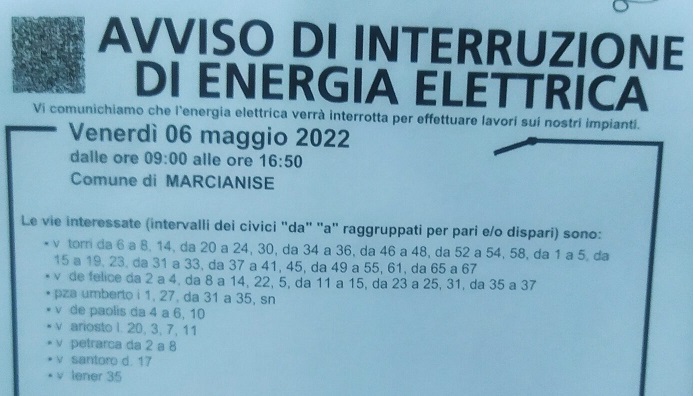 AVVISO DI INTERRUZIONE
DI ENERGIA ELETTRICA
Vi comunichiamo che l'energia elettrica verrà interrotta per effettuare lavori sui nostri impianti.
Venerdì 06 maggio 2022
dalle ore 09:00 alle ore 16:50
Comune di MARCIANISE
Le vie interessate (intervalli dei civici "da" "a" raggruppati per pari e/o dispari) sono:
• v torri da 6 a 8, 14, da 20 a 24, 30, da 34 a 36, da 46 a 48, da 52 a 54, 58, da 1 a 5, da
15 a 19, 23, da 31 a 33, da 37 a 41, 45, da 49 a 55, 61, da 65 a 67
• v de felice da 2 a 4, da 8 a 14, 22, 5, da 11 a 15, da 23 a 25, 31, da 35 a 37
• pza umberto i 1, 27, da 31 a 35, sn
• v de paolis da 4 a 6, 10
• v ariosto l. 20, 3, 7, 11
• v petrarca da 2 a 8
• v santoro d. 17
• v lener 35